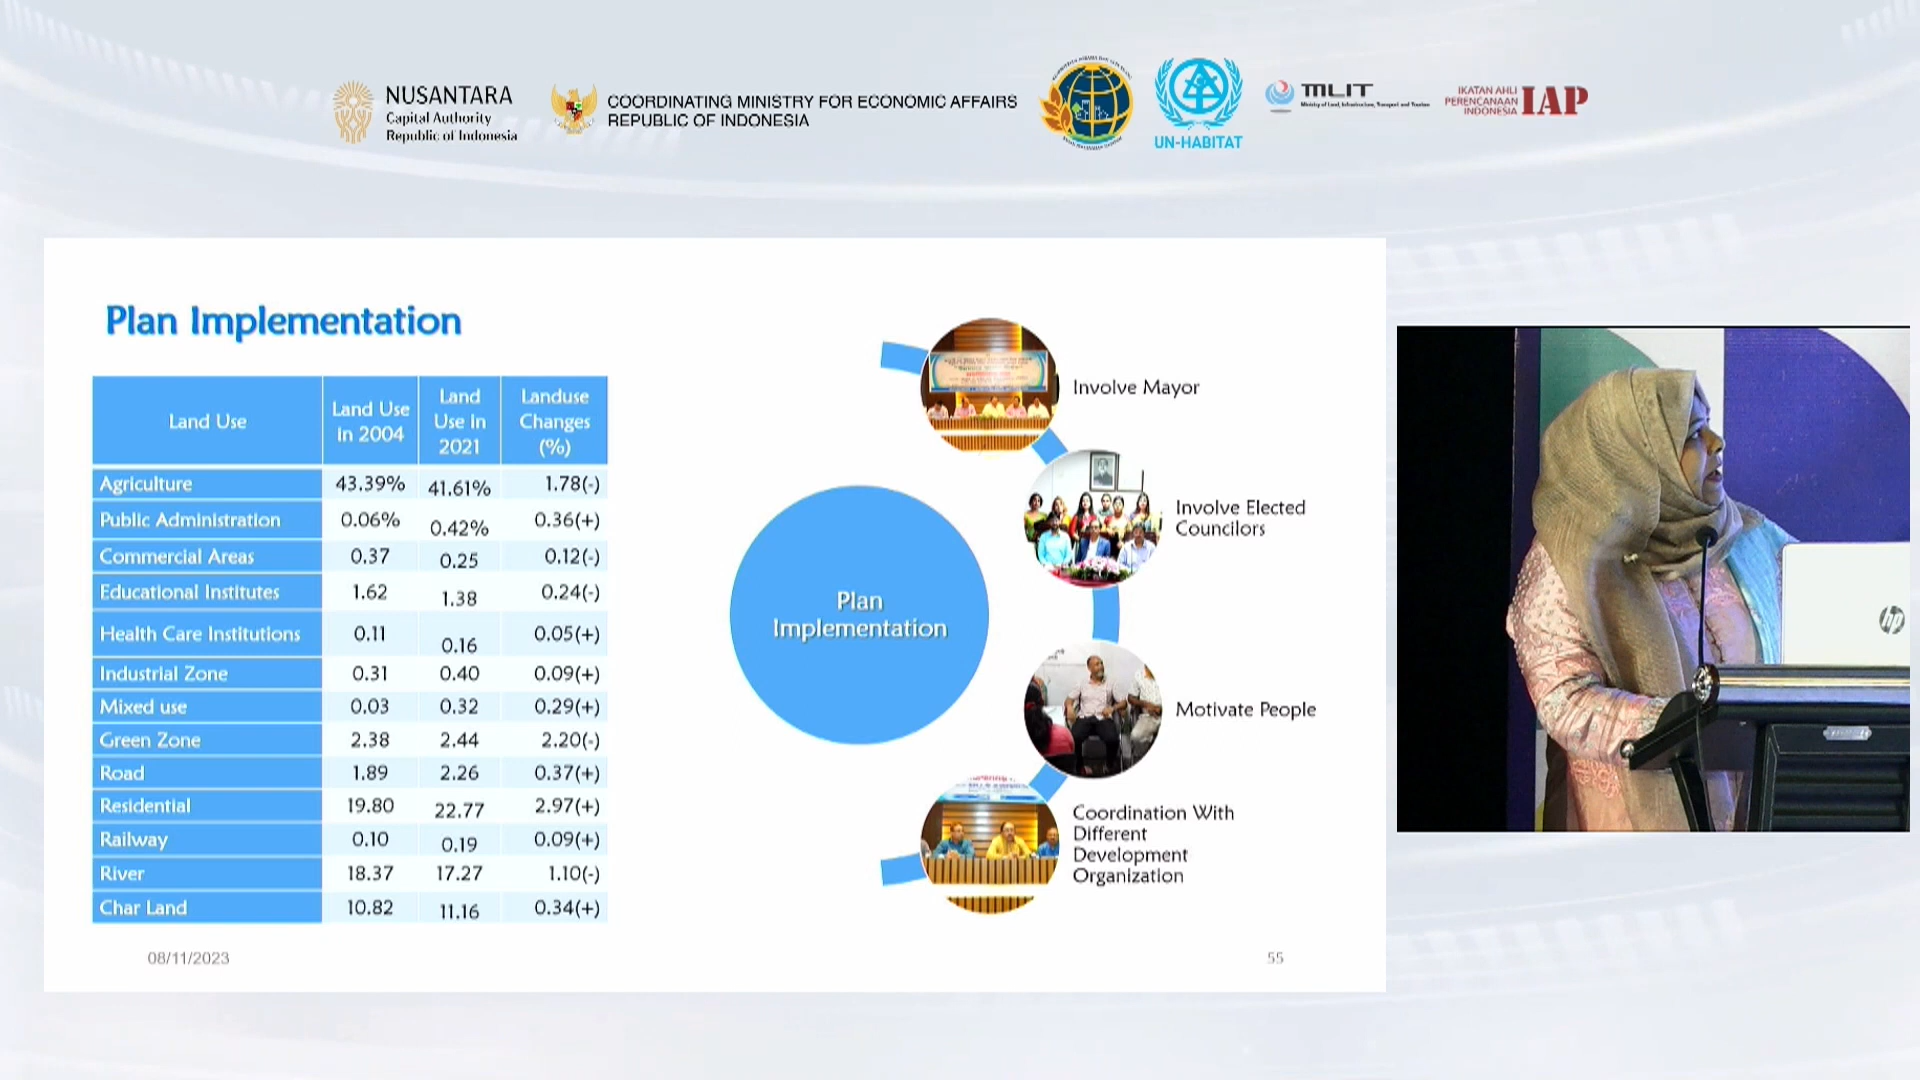 NUSANTARA
Capital Authority
Republic of Indonesia
COORDINATING MINISTRY FOR ECONOMIC AFFAIRS
REPUBLIC OF INDONESIA
UN-HABITAT
MLIT
Ministry of Land, Infrastructure, Transport and Tourism
IKATAN AHLI
PERENCANAAN
INDONESIA
IAP
Plan Implementation
Land Use
Land Use in 2004
Land Use in 2021
Landuse Changes (%)
Agriculture 43.39% 41.61% 1.78(-)
Public Administration 0.06% 0.42% 0.36(+)
Commercial Areas 0.37 0.25 0.12(-)
Educational Institutes 1.62 1.38 0.24(-)
Health Care Institutions 0.11 0.16 0.05(+)
Industrial Zone 0.31 0.40 0.09(+)
Mixed use 0.03 0.32 0.29(+)
Green Zone 2.38 2.44 2.20(-)
Road 1.89 2.26 0.37(+)
Residential 19.80 22.77 2.97(+)
Railway 0.10 0.19 0.09(+)
River 18.37 17.27 1.10(-)
Char Land 10.82 11.16 0.34(+)
Plan
Implementation
Involve Mayor
Involve Elected
Councilors
Motivate People
Coordination With
Different
Development
Organization
08/11/2023
55
hp